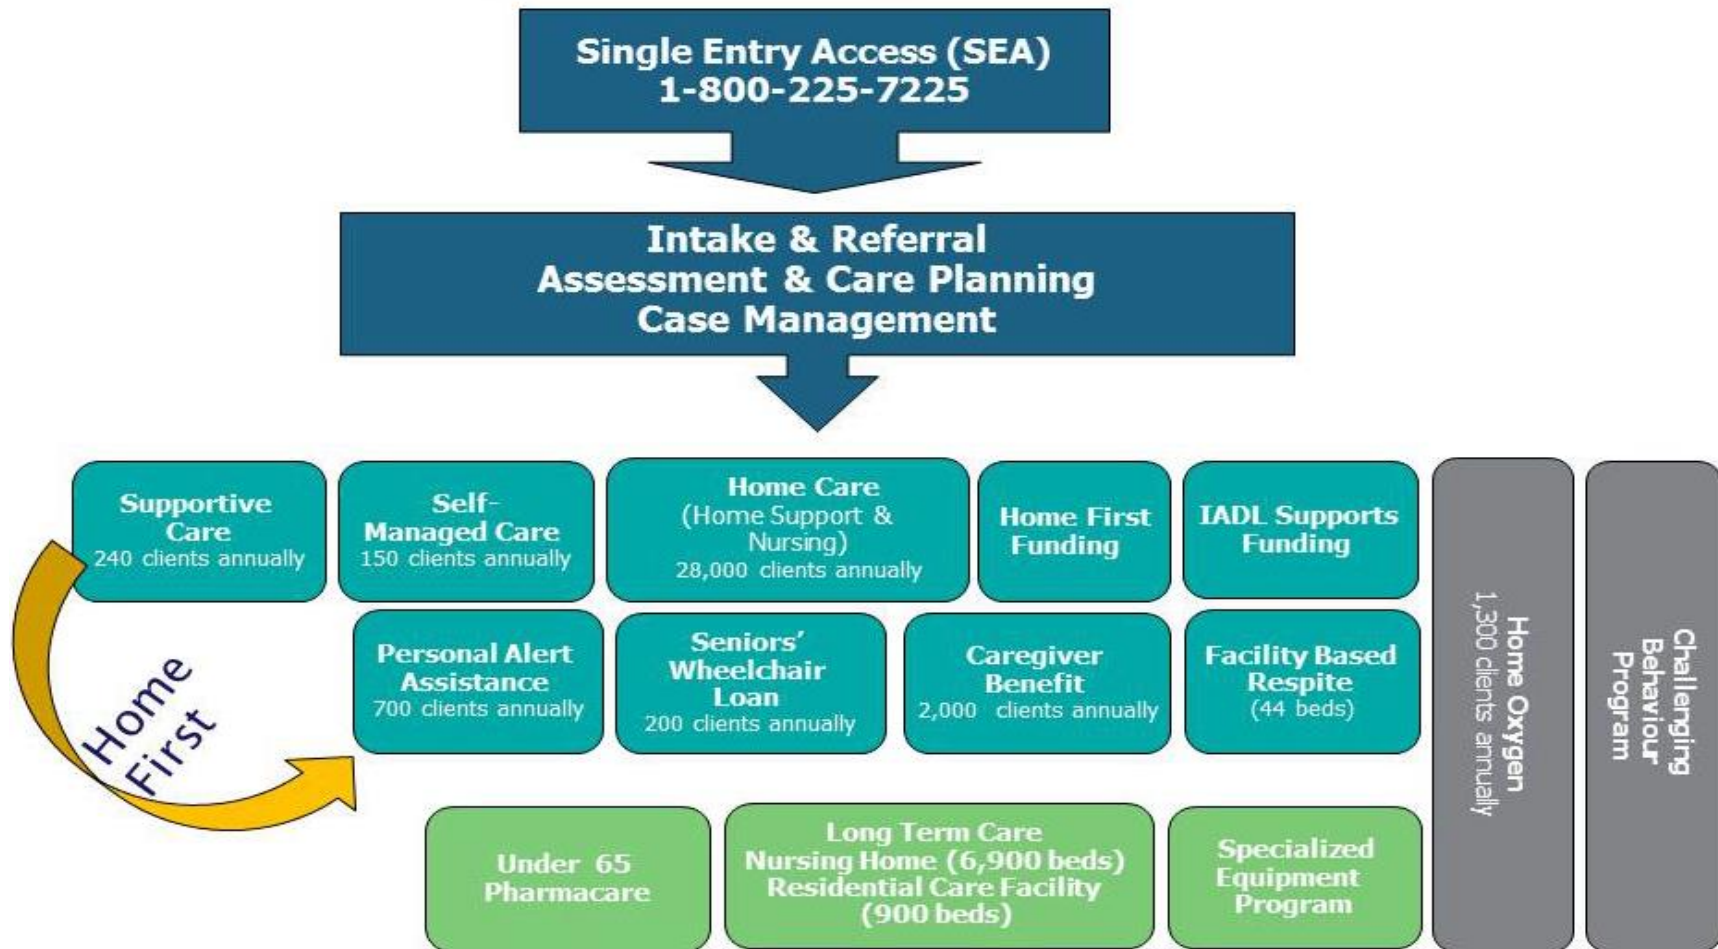 Single Entry Access (SEA)
1-800-225-7225
Intake & Referral
Assessment & Care Planning
Case Management
Supportive
Care
240 clients annually
Self-
Managed Care
150 clients annually
Home Care
(Home Support &
Nursing)
28,000 clients annually
Home First
Funding
IADL Supports
Funding
Personal Alert
Assistance
700 clients annually
Seniors’
Wheelchair
Loan
200 clients annually
Caregiver
Benefit
2,000 clients annually
Facility Based
Respite
(44 beds)
Home
First
Under 65
Pharmacare
Long Term Care
Nursing Home (6,900 beds)
Residential Care Facility
(900 beds)
Specialized
Equipment
Program
Home Oxygen
1,300 clients annually
Challenging
Behaviour
Program